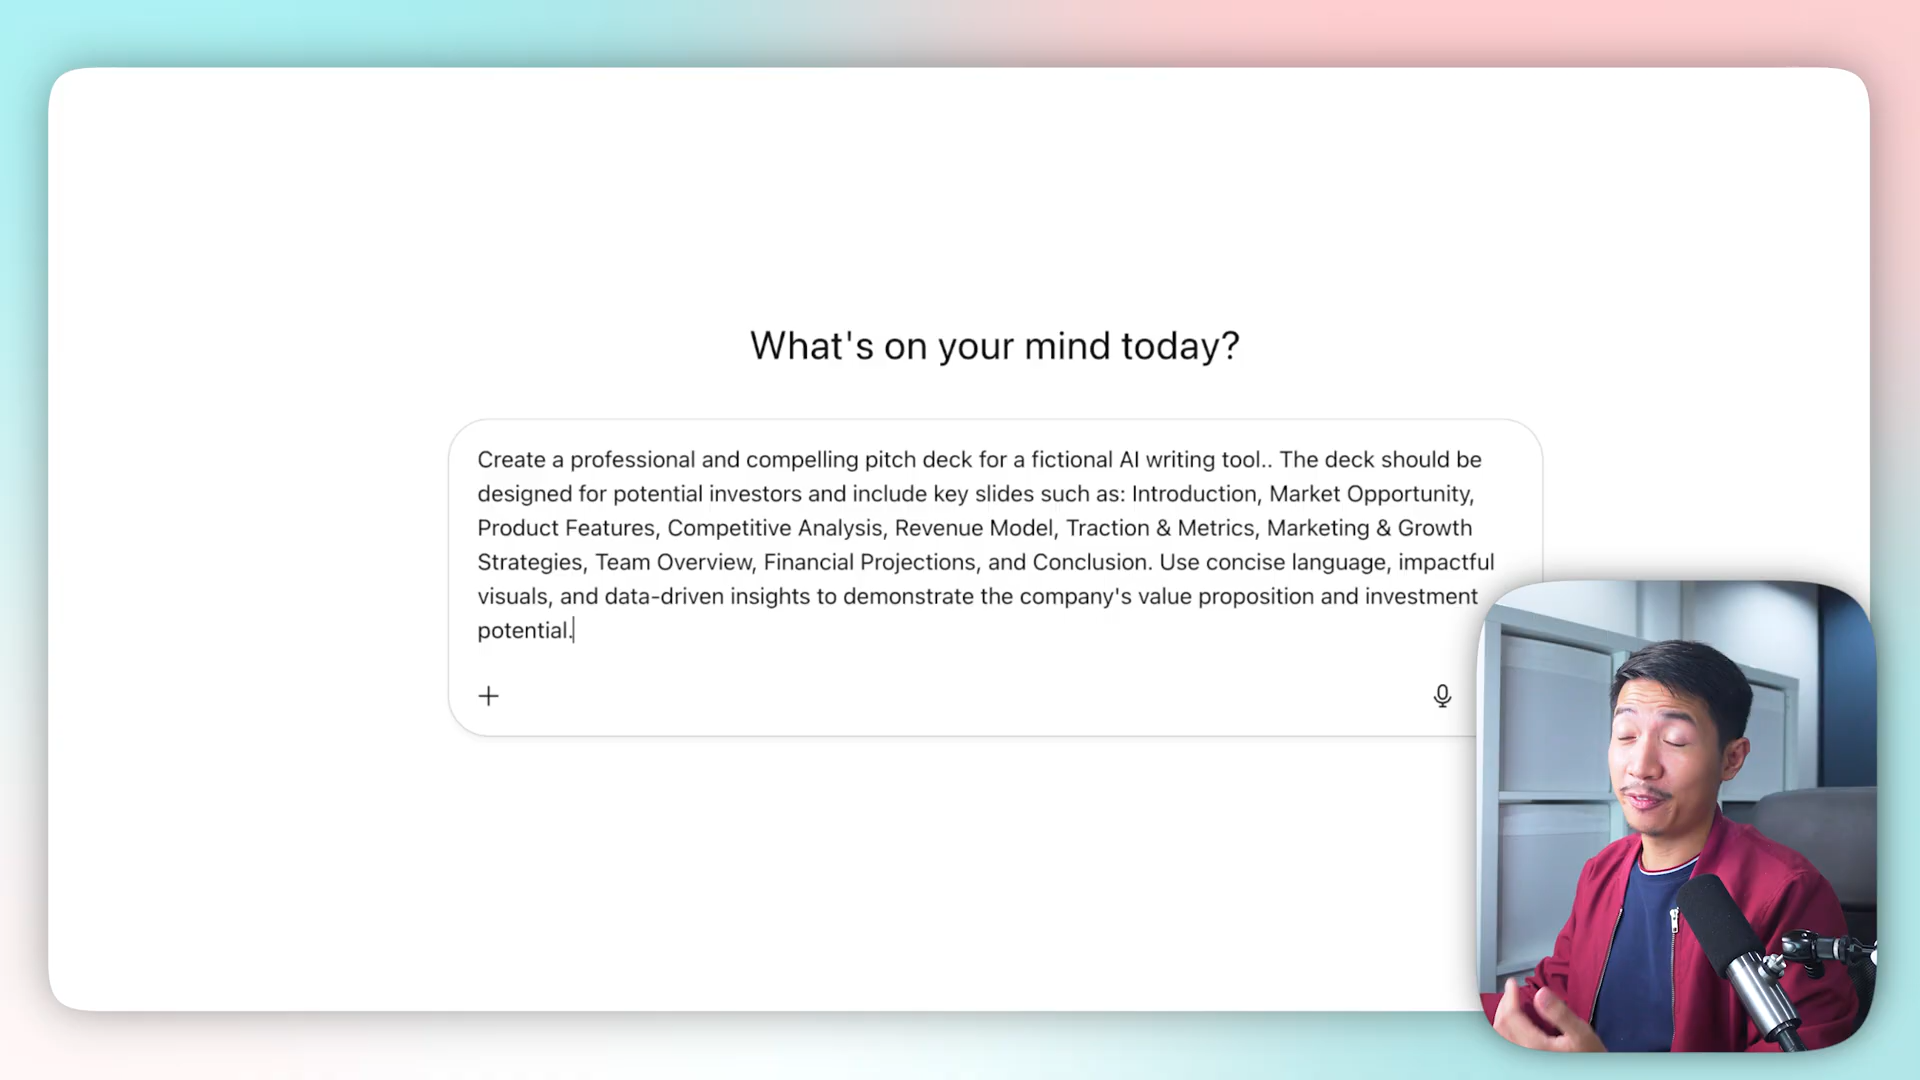 What's on your mind today?
Create a professional and compelling pitch deck for a fictional AI writing tool.. The deck should be
designed for potential investors and include key slides such as: Introduction, Market Opportunity,
Product Features, Competitive Analysis, Revenue Model, Traction & Metrics, Marketing & Growth
Strategies, Team Overview, Financial Projections, and Conclusion. Use concise language, impactful
visuals, and data-driven insights to demonstrate the company's value proposition and investment
potential.